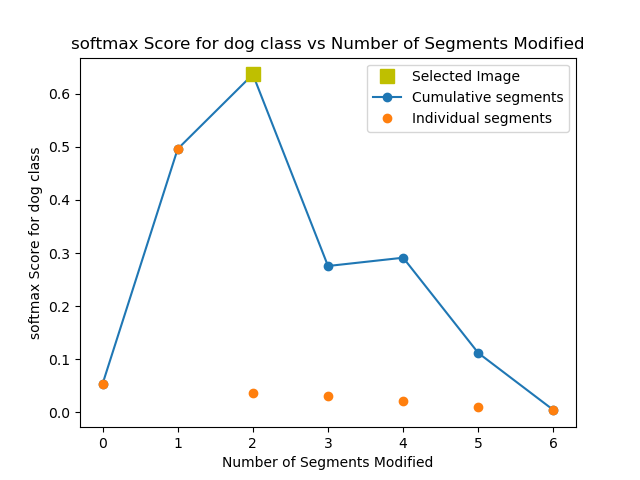 softmax Score for dog class vs Number of Segments Modified
Selected Image
Cumulative segments
Individual segments
softmax Score for dog class
0.6
0.5
0.4
0.3
0.2
0.1
0.0
0 1 2 3 4 5 6
Number of Segments Modified